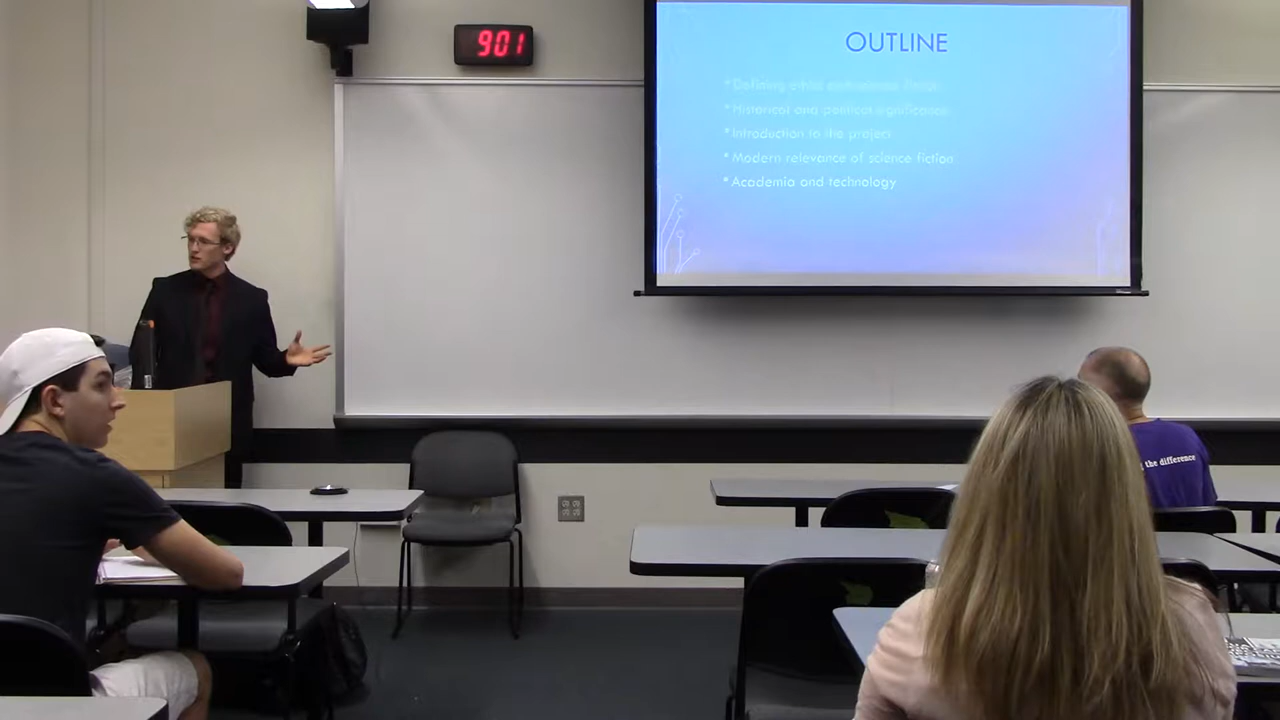 901
OUTLINE
* Defining
* Historical and political significance
* Introduction to the project
* Modern relevance of science fiction
* Academia and technology
the difference